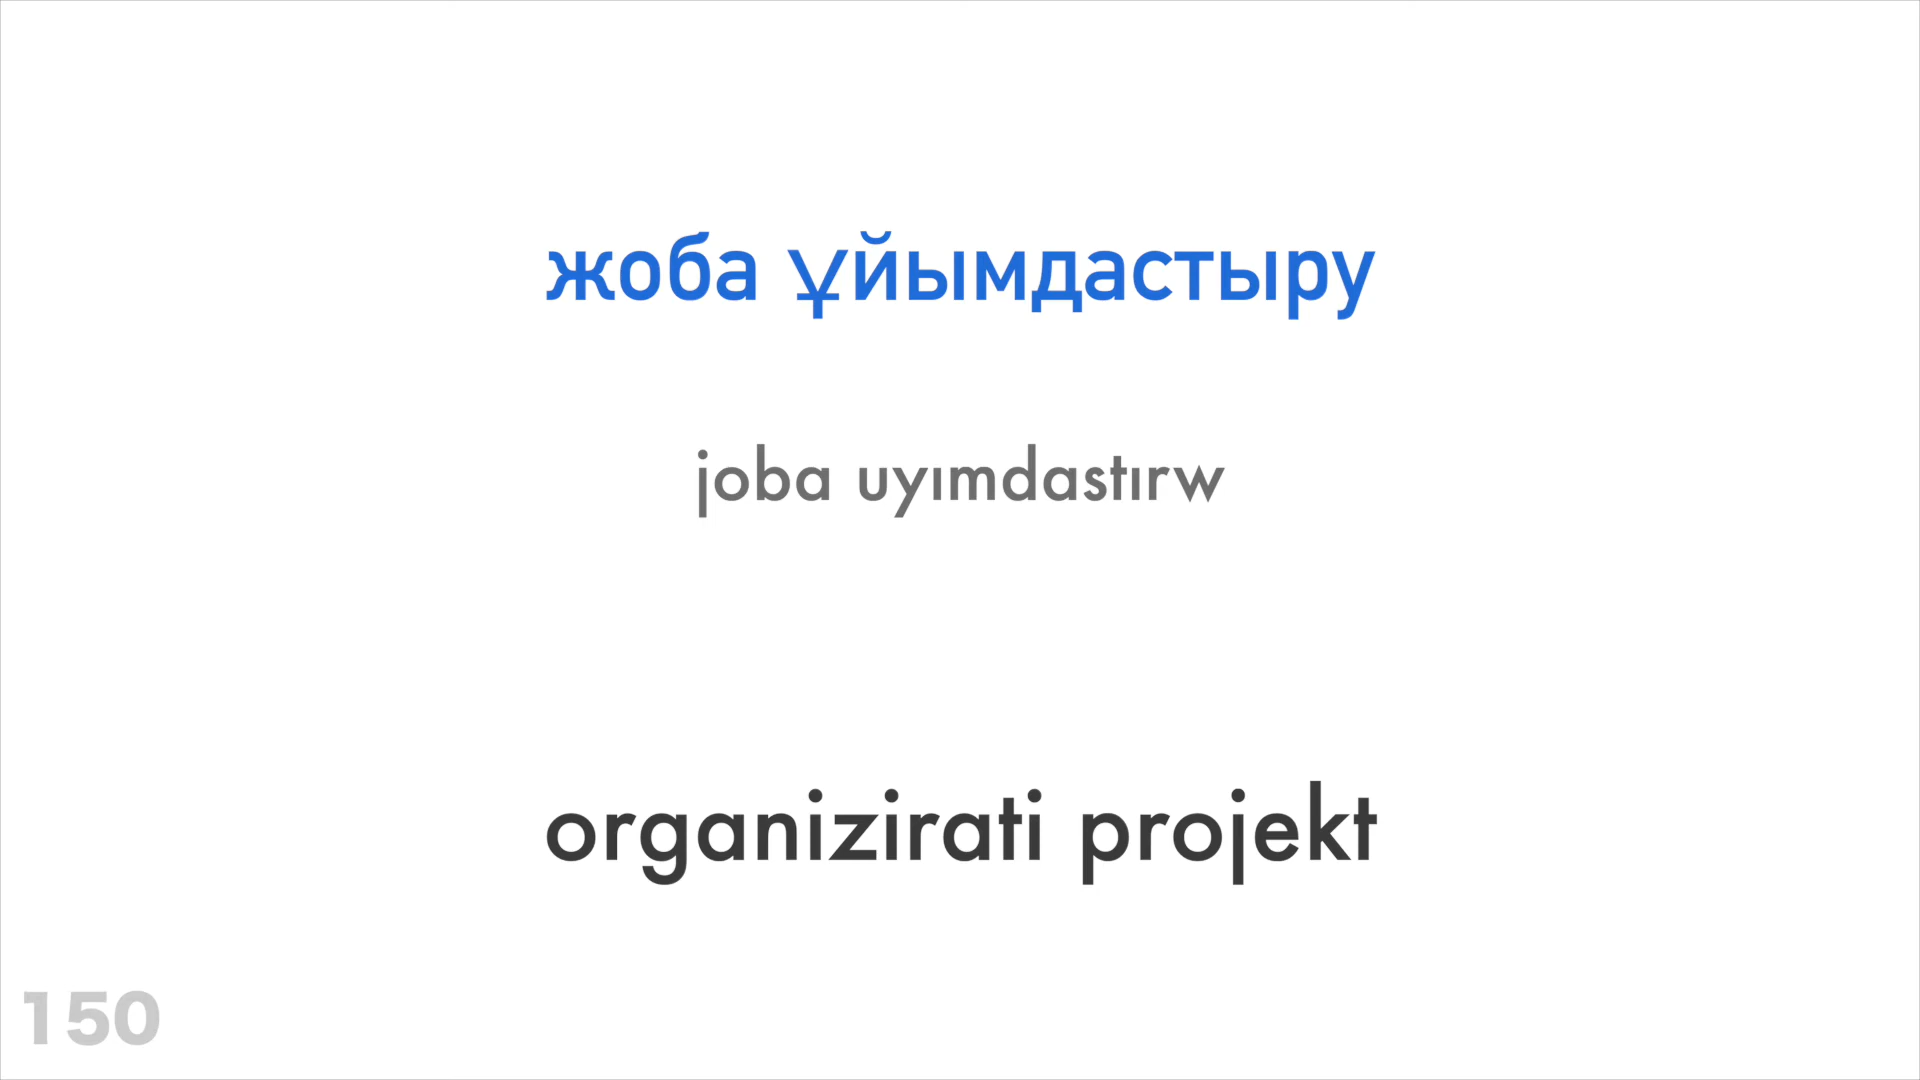 жоба ұйымдастыру
joba uyımdastırw
organizirati projekt
150